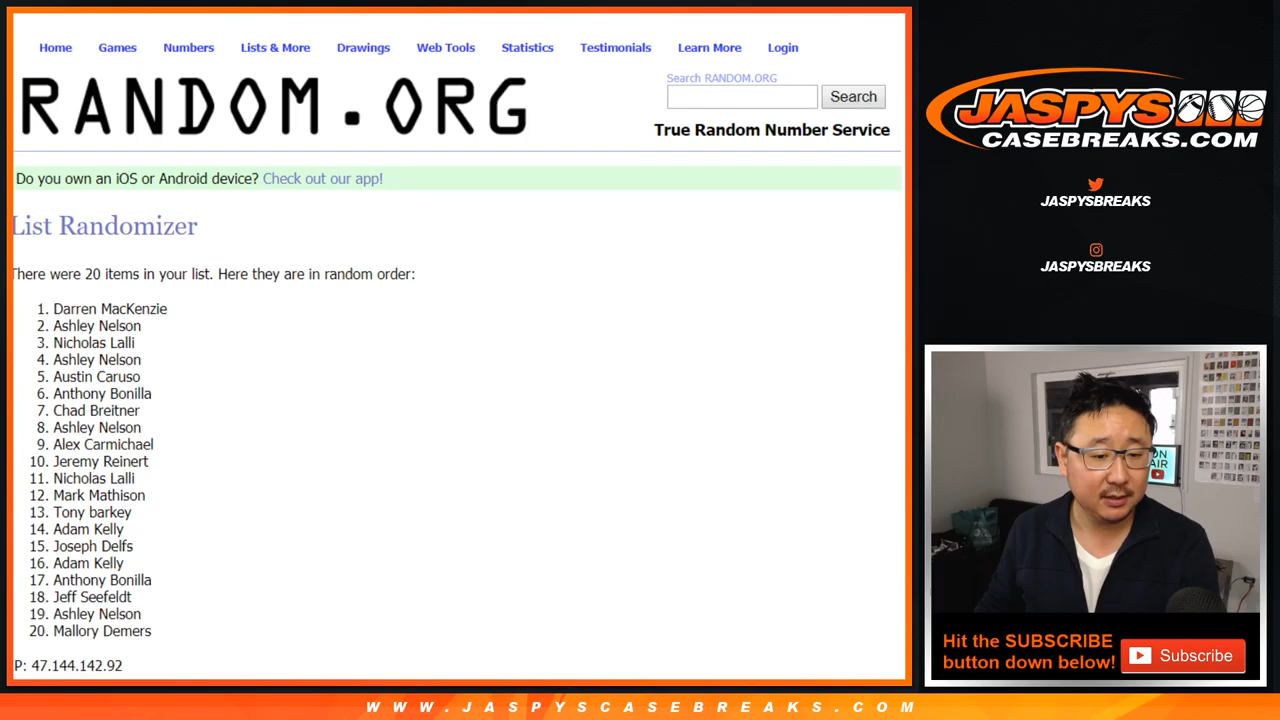 Home Games Numbers Lists & More Drawings Web Tools Statistics Testimonials Learn More Login
RANDOM.ORG
Search RANDOM.ORG
Search
True Random Number Service
Do you own an iOS or Android device? Check out our app!
List Randomizer
There were 20 items in your list. Here they are in random order:
1. Darren MacKenzie
2. Ashley Nelson
3. Nicholas Lalli
4. Ashley Nelson
5. Austin Caruso
6. Anthony Bonilla
7. Chad Breitner
8. Ashley Nelson
9. Alex Carmichael
10. Jeremy Reinert
11. Nicholas Lalli
12. Mark Mathison
13. Tony barkey
14. Adam Kelly
15. Joseph Delfs
16. Adam Kelly
17. Anthony Bonilla
18. Jeff Seefeldt
19. Ashley Nelson
20. Mallory Demers
P: 47.144.142.92
JASPYS
CASEBREAKS.COM
JASPYSBREAKS
JASPYSBREAKS
ON
AIR
Hit the SUBSCRIBE
button down below!
Subscribe
WWW.JASPYSCASEBREAKS.COM